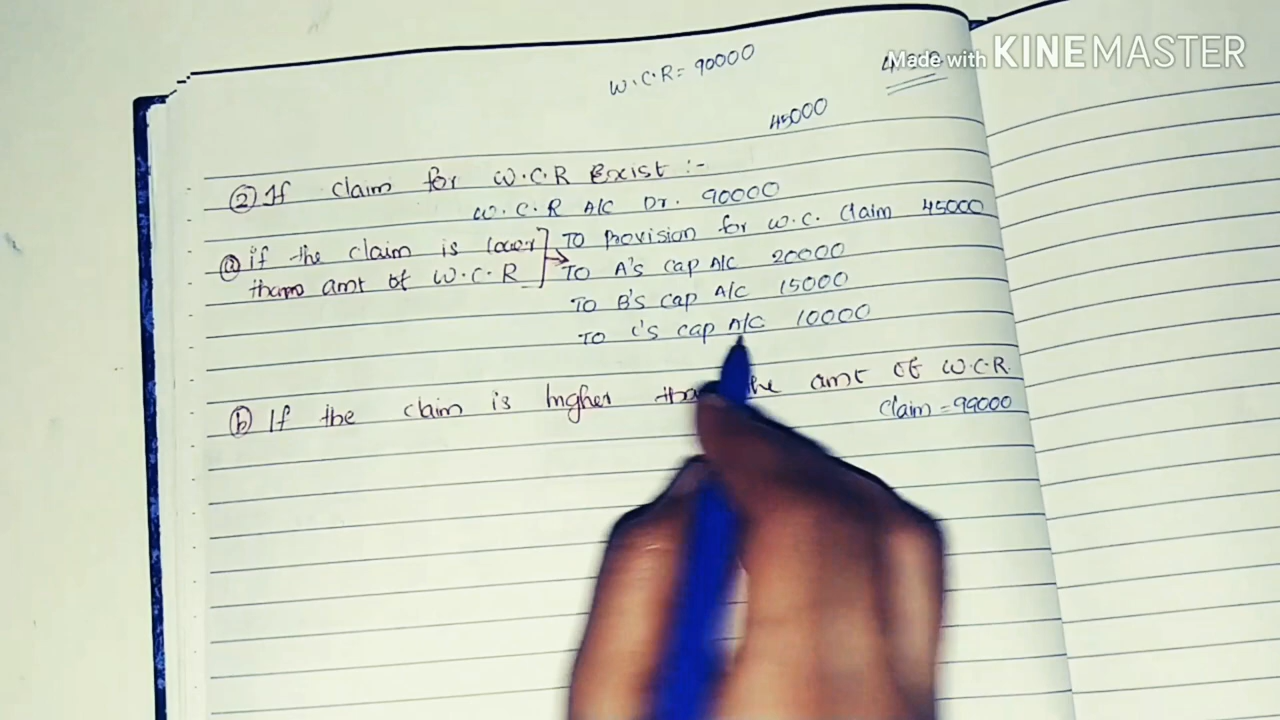 W.C.R = 90000
Made with KINEMASTER
45000
② If claim for W.C.R Exist :-
W.C.R A/C Dr. 90000
ⓐ if the claim is lower
than amt of W.C.R
To Provision for W.C. Claim 45000
To A's cap A/C 20000
To B's cap A/C 15000
To C's cap A/C 10000
ⓑ If the claim is higher the amt of W.C.R.
Claim = 99000